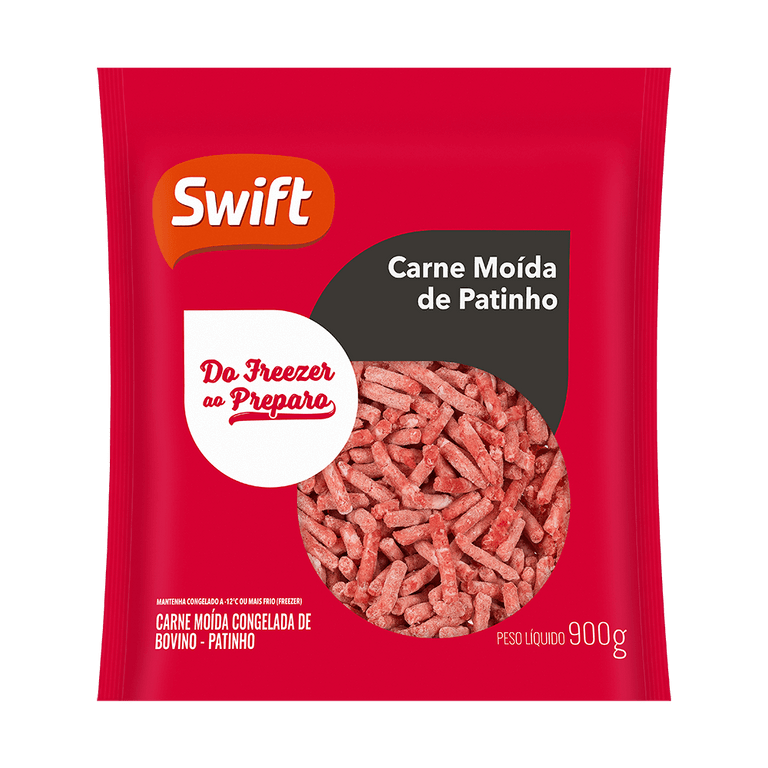 Swift
Carne Moída
de Patinho
Do Freezer
ao Preparo
MANTENHA CONGELADO A -12°C OU MAIS FRIO (FREEZER)
CARNE MOÍDA CONGELADA DE
BOVINO - PATINHO
PESO LÍQUIDO 900g